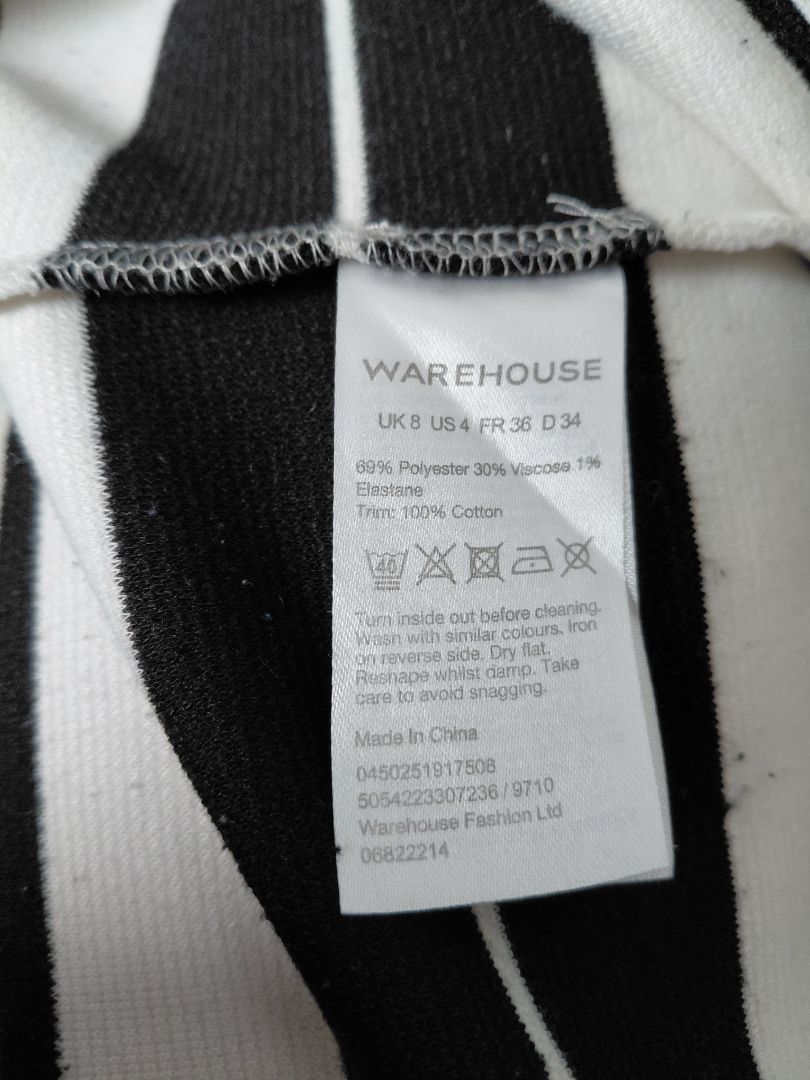 WAREHOUSE
UK 8 US 4 FR 36 D 34
69% Polyester 30% Viscose 1%
Elastane
Trim: 100% Cotton
40
Turn inside out before cleaning.
Wash with similar colours. Iron
on reverse side. Dry flat.
Reshape whilst damp. Take
care to avoid snagging.
Made In China
0450251917508
5054223307236 / 9710
Warehouse Fashion Ltd
06822214